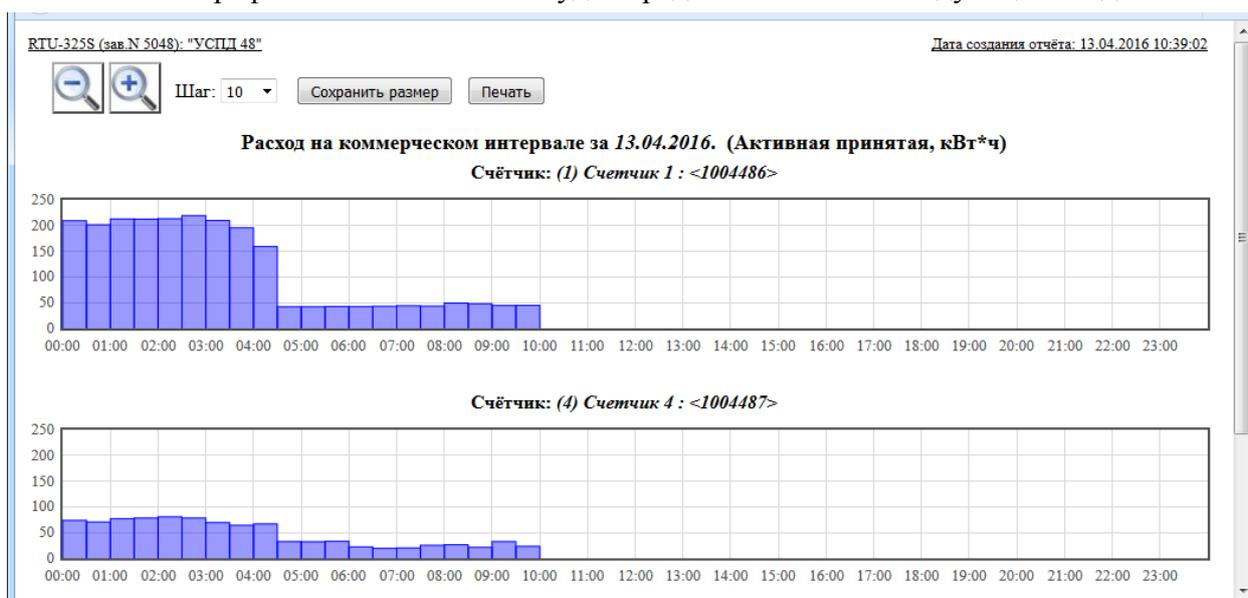 RTU-325S (зав.N 5048): "УСПД 48" Дата создания отчёта: 13.04.2016 10:39:02
Шаг: 10 Сохранить размер Печать
Расход на коммерческом интервале за 13.04.2016. (Активная принятая, кВт*ч)
Счётчик: (1) Счетчик 1 : <1004486>
250
200
150
100
50
0
00:00 01:00 02:00 03:00 04:00 05:00 06:00 07:00 08:00 09:00 10:00 11:00 12:00 13:00 14:00 15:00 16:00 17:00 18:00 19:00 20:00 21:00 22:00 23:00
Счётчик: (4) Счетчик 4 : <1004487>
250
200
150
100
50
0
00:00 01:00 02:00 03:00 04:00 05:00 06:00 07:00 08:00 09:00 10:00 11:00 12:00 13:00 14:00 15:00 16:00 17:00 18:00 19:00 20:00 21:00 22:00 23:00